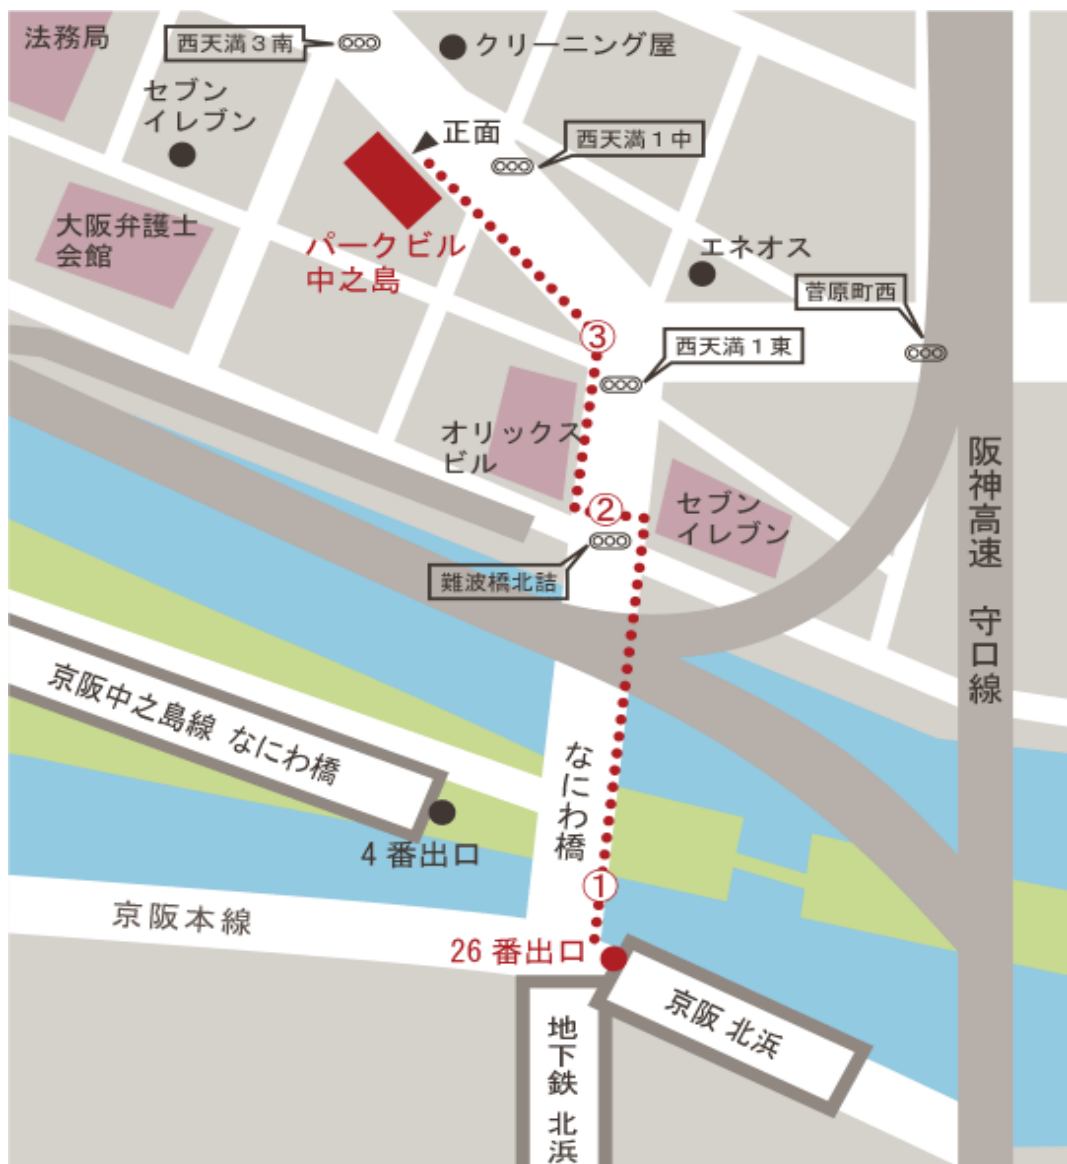 法務局
西天満３南
クリーニング屋
セブン
イレブン
正面
西天満１中
大阪弁護士
会館
パークビル
中之島
エネオス
菅原町西
③
西天満１東
オリックス
ビル
阪神高速　守口線
②
セブン
イレブン
難波橋北詰
京阪中之島線 なにわ橋
なにわ橋
4 番出口
①
京阪本線
26 番出口
京阪 北浜
地下鉄 北浜